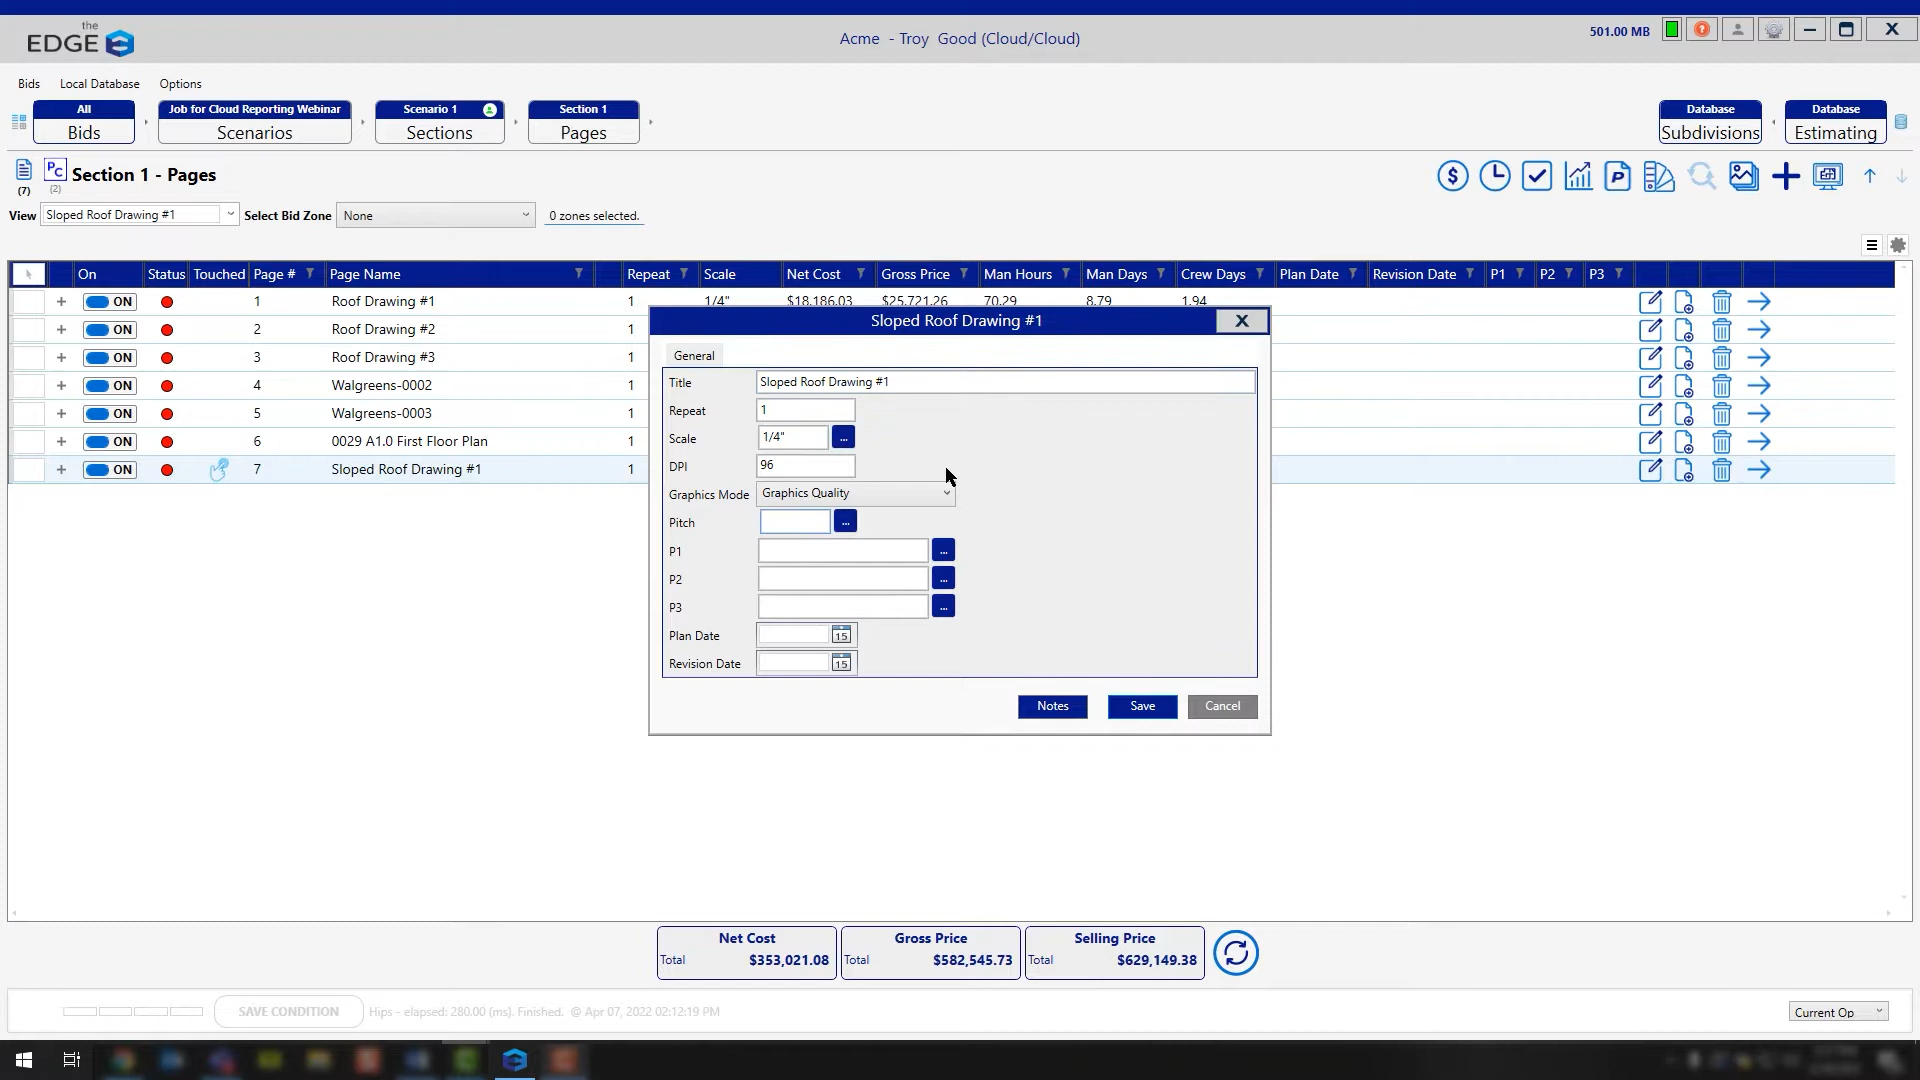 the
EDGE
Acme - Troy Good (Cloud/Cloud)
501.00 MB
Bids Local Database Options
All
Bids
Job for Cloud Reporting Webinar
Scenarios
Scenario 1
Sections
Section 1
Pages
Database
Subdivisions
Database
Estimating
(7)
PC
(2)
Section 1 - Pages
View Sloped Roof Drawing #1 Select Bid Zone None 0 zones selected.
On Status Touched Page # Page Name Repeat Scale Net Cost Gross Price Man Hours Man Days Crew Days Plan Date Revision Date P1 P2 P3
ON 1 Roof Drawing #1 1 1/4" $18,186.03 $25,721.26 70.29 8.79 1.94
ON 2 Roof Drawing #2 1
ON 3 Roof Drawing #3 1
ON 4 Walgreens-0002 1
ON 5 Walgreens-0003 1
ON 6 0029 A1.0 First Floor Plan 1
ON 7 Sloped Roof Drawing #1 1
Sloped Roof Drawing #1 X
General
Title Sloped Roof Drawing #1
Repeat 1
Scale 1/4" ...
DPI 96
Graphics Mode Graphics Quality
Pitch ...
P1 ...
P2 ...
P3 ...
Plan Date 15
Revision Date 15
Notes Save Cancel
Net Cost
Total $353,021.08
Gross Price
Total $582,545.73
Selling Price
Total $629,149.38
SAVE CONDITION Hips - elapsed: 280.00 (ms). Finished. @ Apr 07, 2022 02:12:19 PM
Current Op